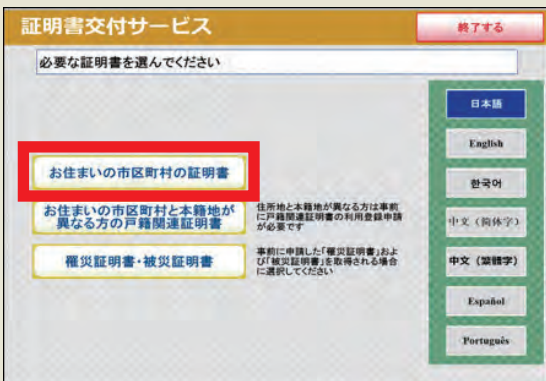 証明書交付サービス
終了する
必要な証明書を選んでください
お住まいの市区町村の証明書
お住まいの市区町村と本籍地が
異なる方の戸籍関連証明書
住所地と本籍地が異なる方は事前
に戸籍関連証明書の利用登録申請
が必要です
罹災証明書・被災証明書
事前に申請した「罹災証明書」およ
び「被災証明書」を取得される場合
に選択してください
日本語
English
한국어
中文（简体字）
中文（繁體字）
Español
Português